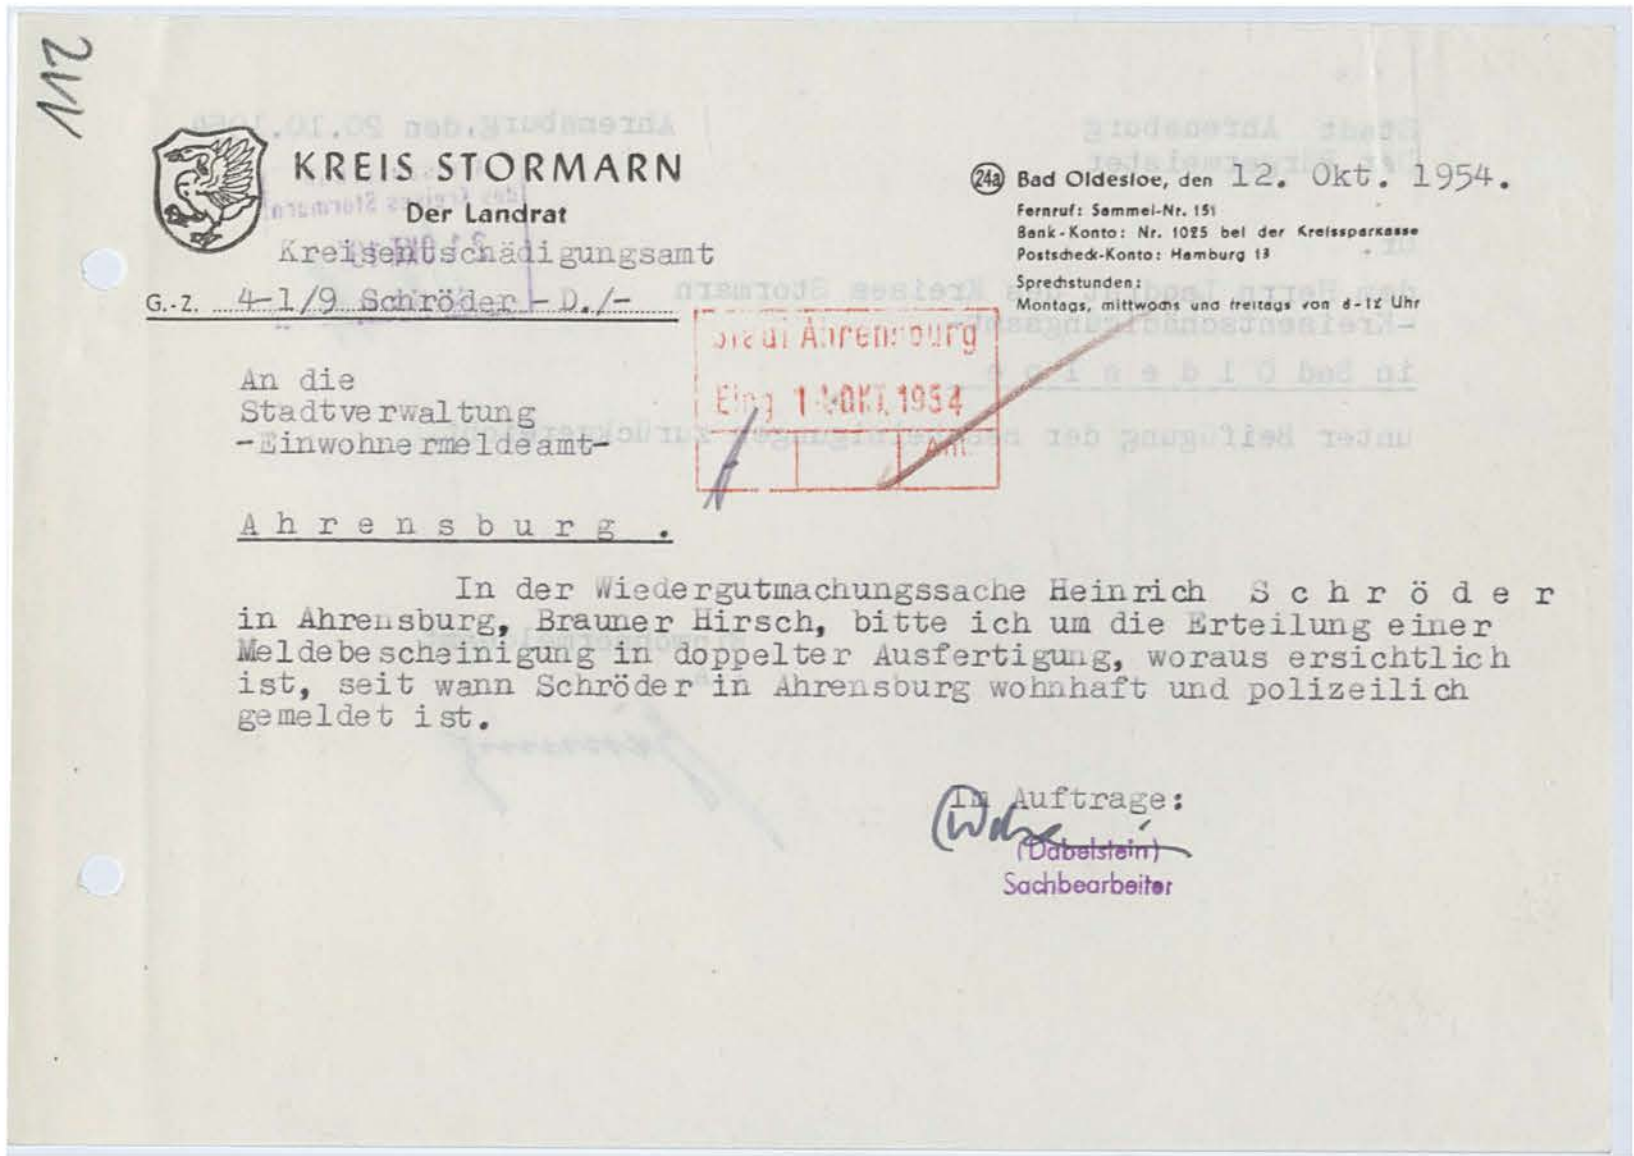 KREIS STORMARN
Der Landrat
Kreisentschädigungsamt
G.-Z. 4-1/9 Schröder - D./-
24a Bad Oldesloe, den 12. Okt. 1954.
Fernruf: Sammel-Nr. 151
Bank-Konto: Nr. 1025 bei der Kreissparkasse
Postscheck-Konto: Hamburg 13
Sprechstunden:
Montags, mittwochs und freitags von 8-12 Uhr
Stadt Ahrensburg
Eing. OKT. 1954
Anl.
An die
Stadtverwaltung
-Einwohnermeldeamt-
Ahrensburg.
In der Wiedergutmachungssache Heinrich Schröder
in Ahrensburg, Brauner Hirsch, bitte ich um die Erteilung einer
Meldebescheinigung in doppelter Ausfertigung, woraus ersichtlich
ist, seit wann Schröder in Ahrensburg wohnhaft und polizeilich
gemeldet ist.
Im Auftrage:
(Dabelstein)
Sachbearbeiter